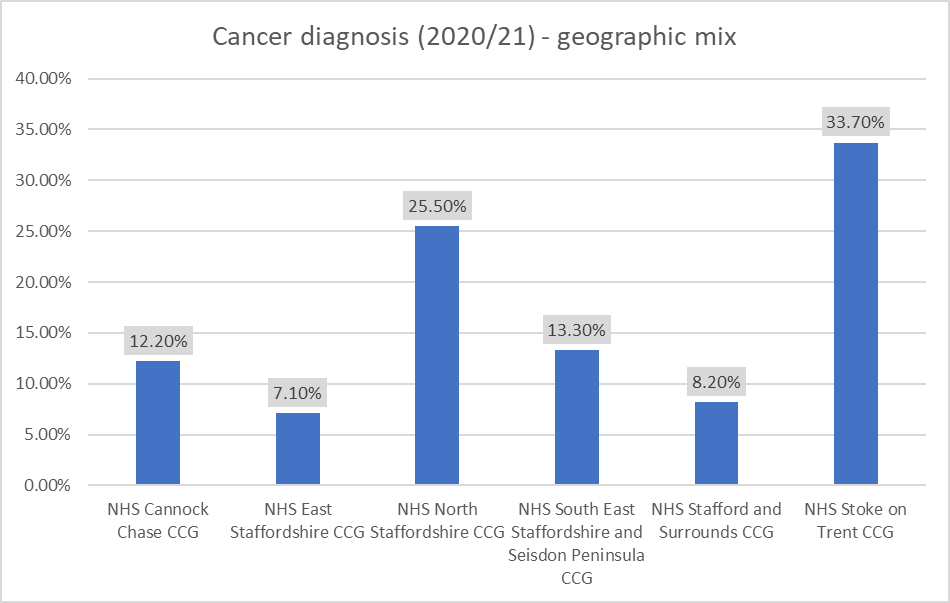 Cancer diagnosis (2020/21) - geographic mix
40.00%
35.00%
30.00%
25.00%
20.00%
15.00%
10.00%
5.00%
0.00%
12.20%
7.10%
25.50%
13.30%
8.20%
33.70%
NHS Cannock
Chase CCG
NHS East
Staffordshire CCG
NHS North
Staffordshire CCG
NHS South East
Staffordshire and
Seisdon Peninsula
CCG
NHS Stafford and
Surrounds CCG
NHS Stoke on
Trent CCG